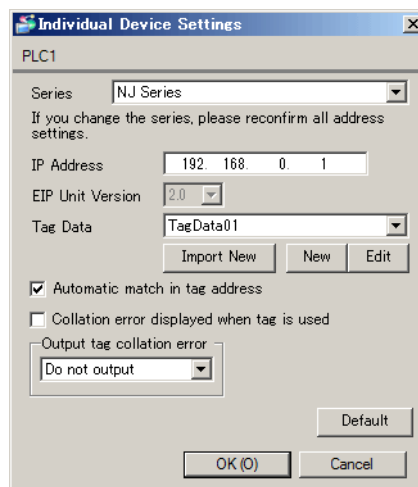 Individual Device Settings
PLC1
Series NJ Series
If you change the series, please reconfirm all address
settings.
IP Address 192. 168. 0. 1
EIP Unit Version 2.0
Tag Data TagData01
Import New New Edit
Automatic match in tag address
Collation error displayed when tag is used
Output tag collation error
Do not output
Default
OK (O) Cancel